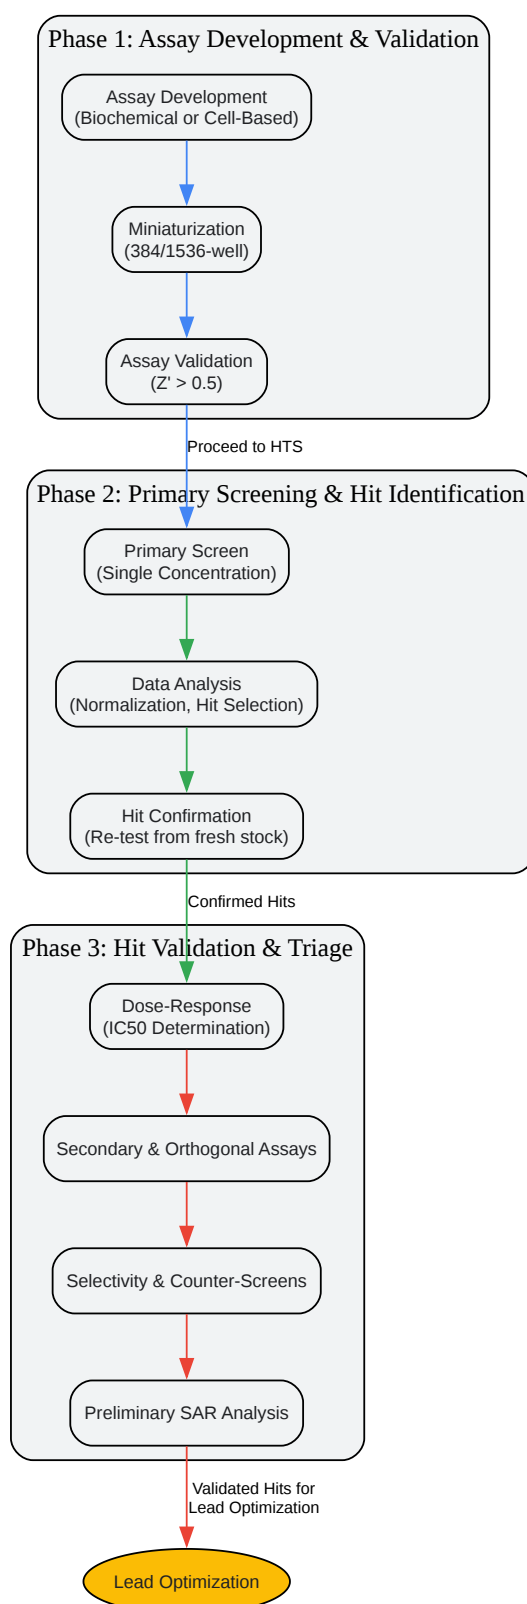 Phase 1: Assay Development & Validation
Assay Development
(Biochemical or Cell-Based)
Miniaturization
(384/1536-well)
Assay Validation
(Z' > 0.5)
Proceed to HTS
Phase 2: Primary Screening & Hit Identification
Primary Screen
(Single Concentration)
Data Analysis
(Normalization, Hit Selection)
Hit Confirmation
(Re-test from fresh stock)
Confirmed Hits
Phase 3: Hit Validation & Triage
Dose-Response
(IC50 Determination)
Secondary & Orthogonal Assays
Selectivity & Counter-Screens
Preliminary SAR Analysis
Validated Hits for
Lead Optimization
Lead Optimization